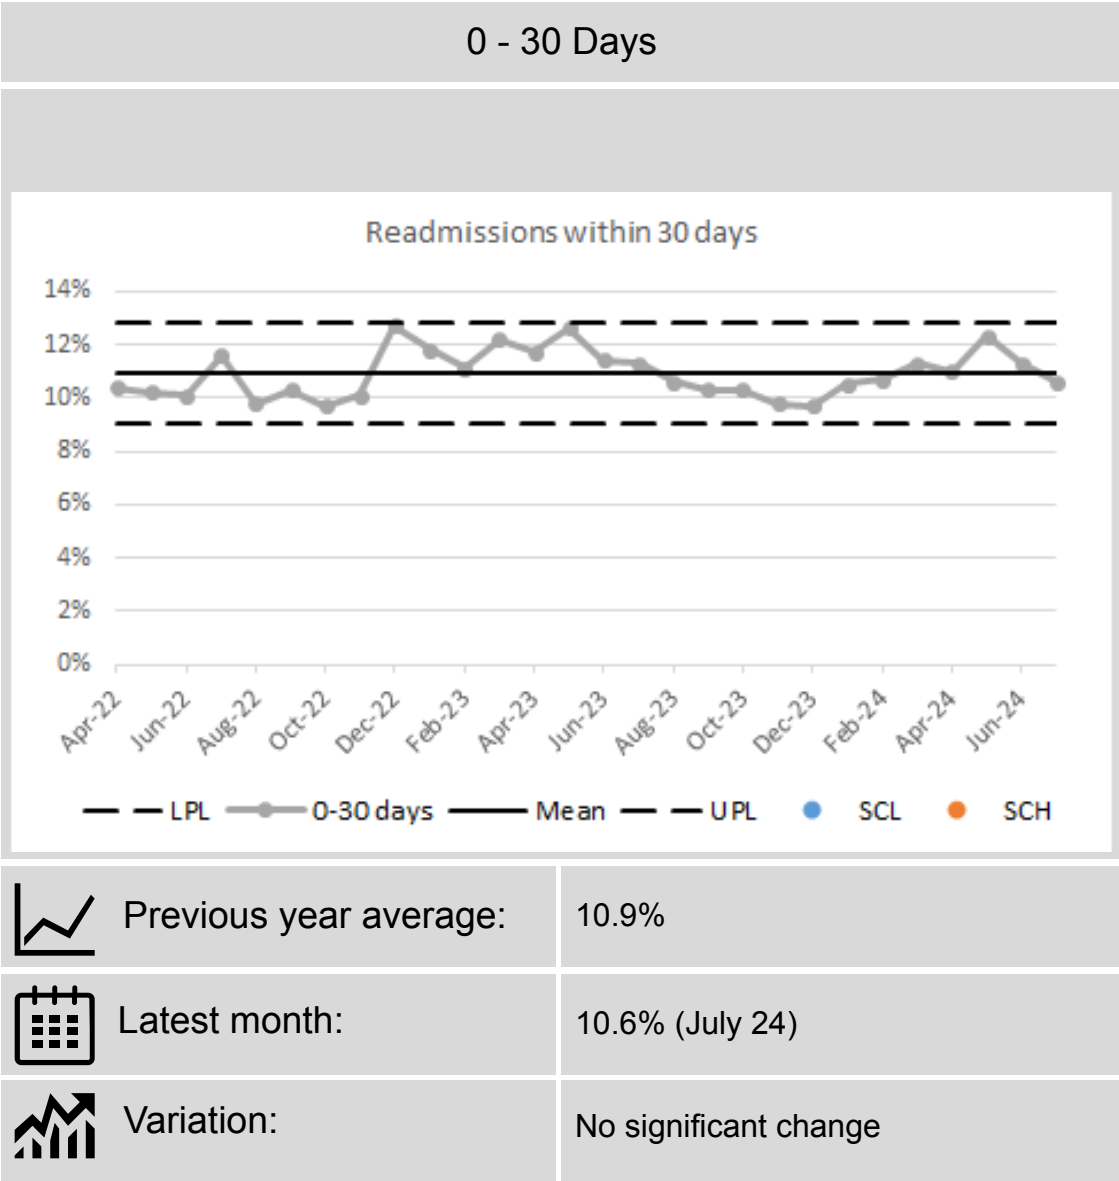 0 - 30 Days
Readmissions within 30 days
14%
12%
10%
8%
6%
4%
2%
0%
Apr-22 Jun-22 Aug-22 Oct-22 Dec-22 Feb-23 Apr-23 Jun-23 Aug-23 Oct-23 Dec-23 Feb-24 Apr-24 Jun-24
LPL 0-30 days Mean UPL SCL SCH
Previous year average: 10.9%
Latest month: 10.6% (July 24)
Variation: No significant change